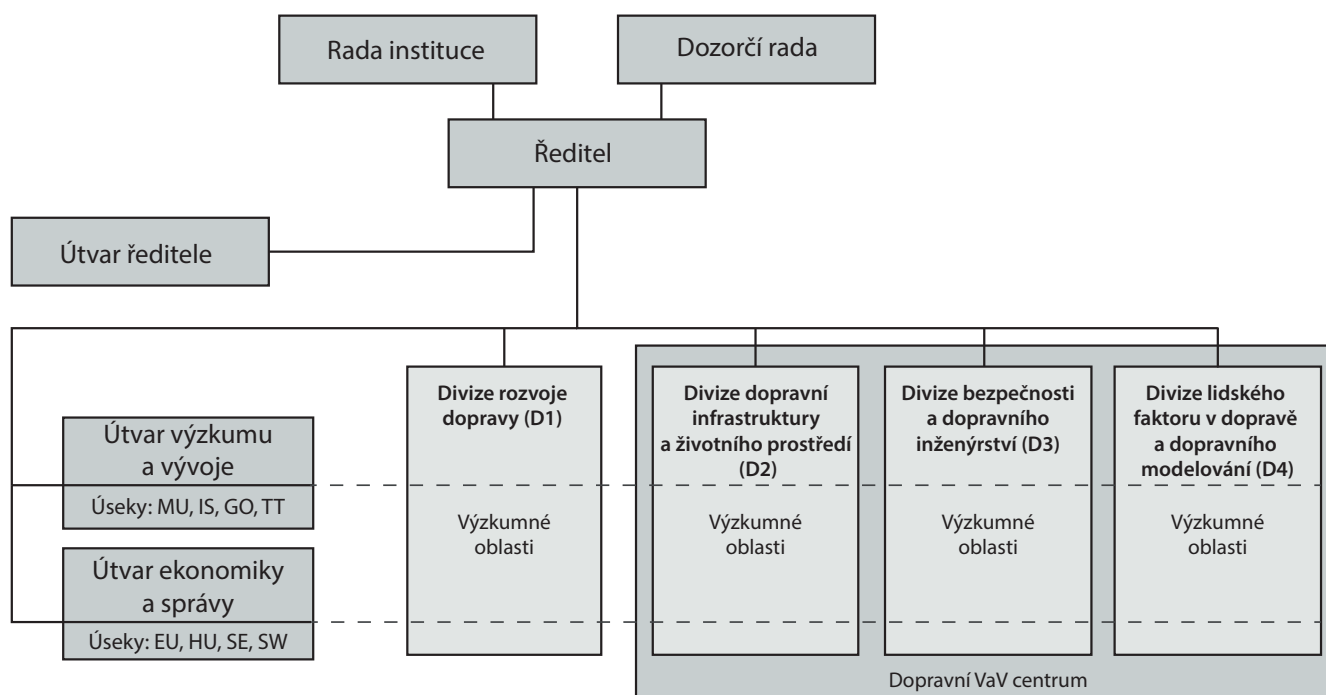 Rada instituce
Dozorčí rada
Ředitel
Útvar ředitele
Divize rozvoje
dopravy (D1)
Divize dopravní
infrastruktury
a životního prostředí
(D2)
Divize bezpečnosti
a dopravního
inženýrství (D3)
Divize lidského
faktoru v dopravě
a dopravního
modelování (D4)
Útvar výzkumu
a vývoje
Úseky: MU, IS, GO, TT
Výzkumné
oblasti
Výzkumné
oblasti
Výzkumné
oblasti
Výzkumné
oblasti
Útvar ekonomiky
a správy
Úseky: EU, HU, SE, SW
Dopravní VaV centrum